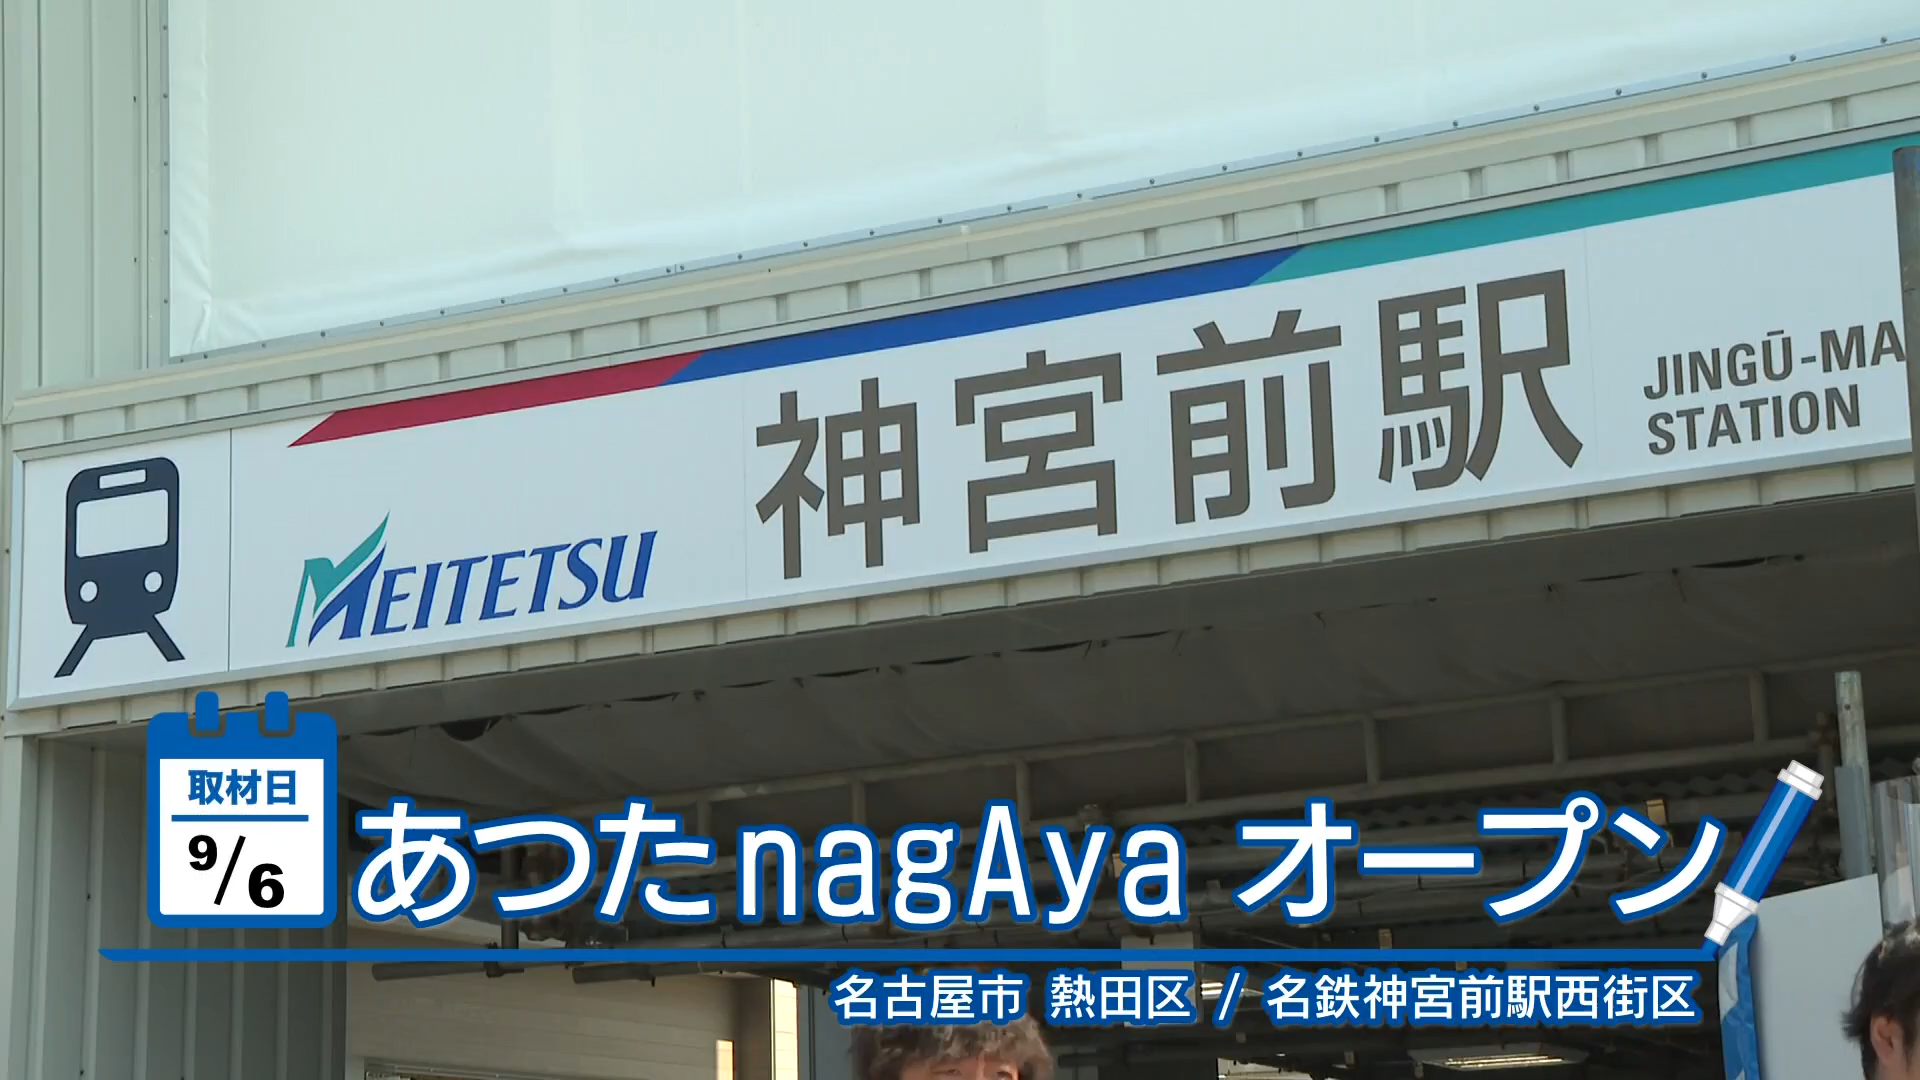 MEITETSU
神宮前駅
JINGŪ-MA
STATION
取材日
9/6
あつたnagAya オープン
名古屋市 熱田区 / 名鉄神宮前駅西街区